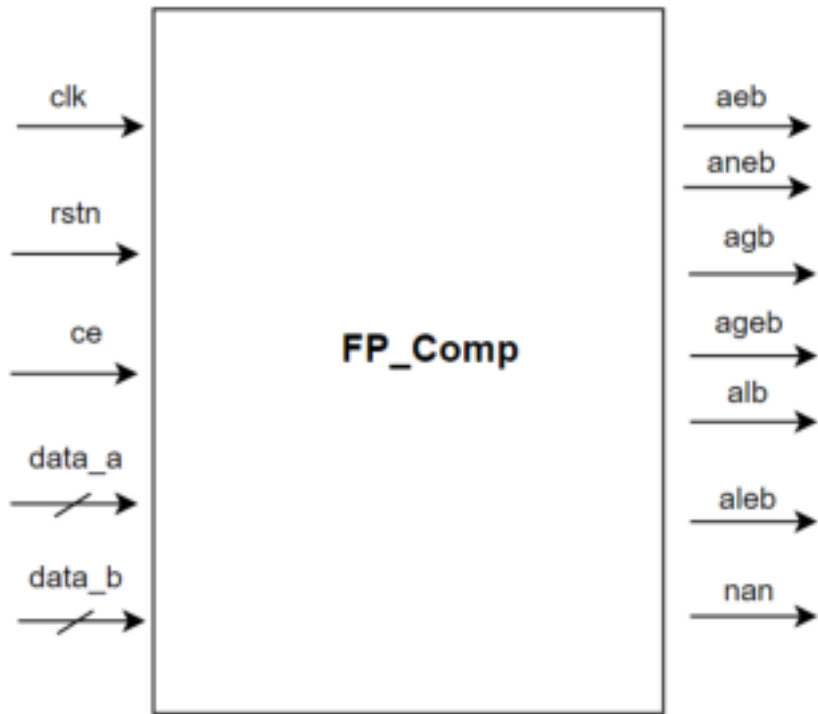 clk
rstn
ce
data_a
data_b
FP_Comp
aeb
aneb
agb
ageb
alb
aleb
nan